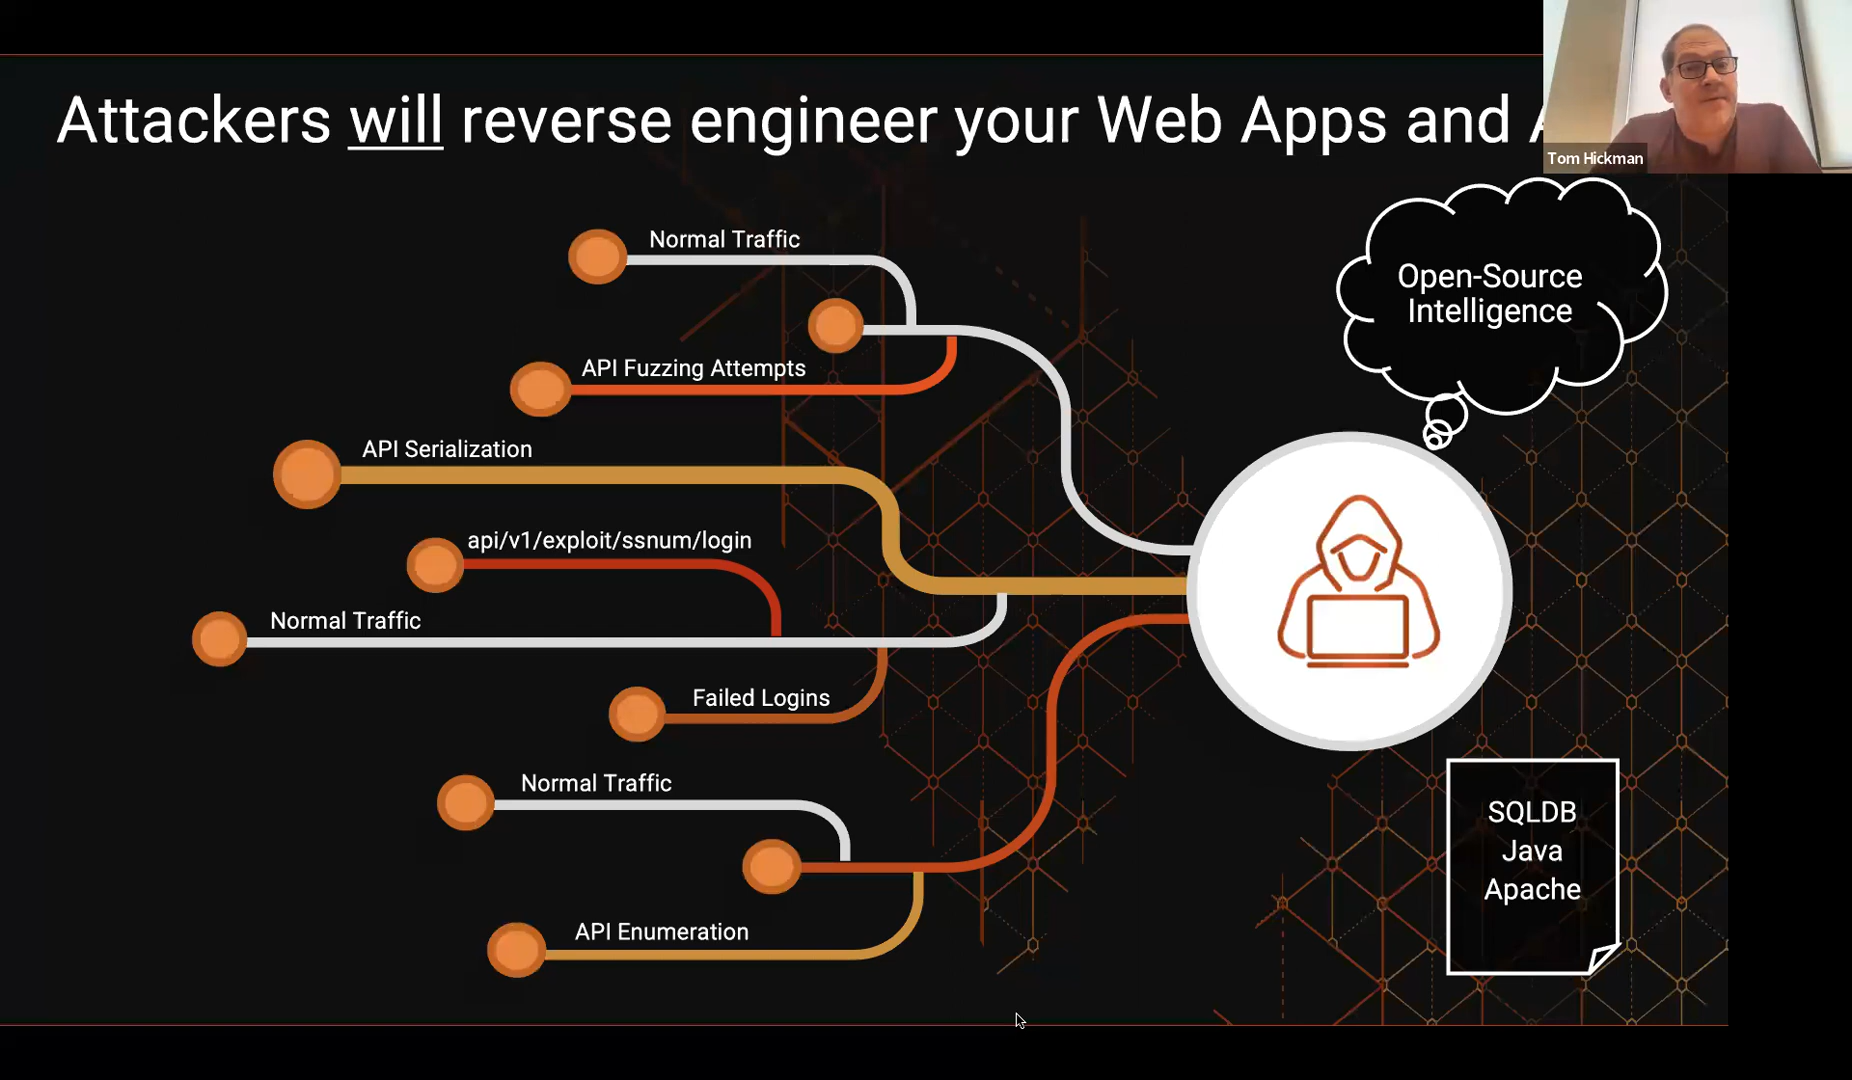 Attackers will reverse engineer your Web Apps and
Tom Hickman
Normal Traffic
Open-Source
Intelligence
API Fuzzing Attempts
API Serialization
api/v1/exploit/ssnum/login
Normal Traffic
Failed Logins
Normal Traffic
SQLDB
Java
Apache
API Enumeration